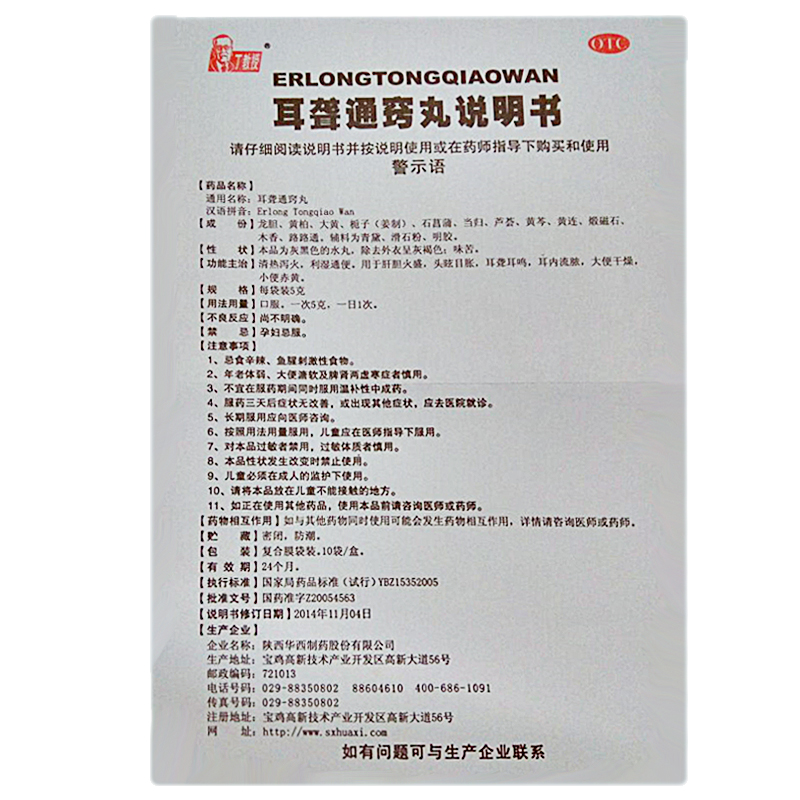 丁教授
®
OTC
ERLONGTONGQIAOWAN
耳聋通窍丸说明书
请仔细阅读说明书并按说明使用或在药师指导下购买和使用
警示语
【药品名称】
通用名称：耳聋通窍丸
汉语拼音：Erlong Tongqiao Wan
【成　　份】龙胆、黄柏、大黄、栀子（姜制）、石菖蒲、当归、芦荟、黄芩、黄连、煅磁石、
木香、路路通。辅料为青黛、滑石粉、明胶。
【性　　状】本品为灰黑色的水丸，除去外衣呈灰褐色；味苦。
【功能主治】清热泻火，利湿通便。用于肝胆火盛，头眩目胀，耳聋耳鸣，耳内流脓，大便干燥，
小便赤黄。
【规　　格】每袋装5克
【用法用量】口服。一次5克，一日1次。
【不良反应】尚不明确。
【禁　　忌】孕妇忌服。
【注意事项】
1、忌食辛辣、鱼腥刺激性食物。
2、年老体弱、大便溏软及脾肾两虚寒症者慎用。
3、不宜在服药期间同时服用温补性中成药。
4、服药三天后症状无改善，或出现其他症状，应去医院就诊。
5、长期服用应向医师咨询。
6、按照用法用量服用，儿童应在医师指导下服用。
7、对本品过敏者禁用，过敏体质者慎用。
8、本品性状发生改变时禁止使用。
9、儿童必须在成人的监护下使用。
10、请将本品放在儿童不能接触的地方。
11、如正在使用其他药品，使用本品前请咨询医师或药师。
【药物相互作用】如与其他药物同时使用可能会发生药物相互作用，详情请咨询医师或药师。
【贮　　藏】密闭，防潮。
【包　　装】复合膜袋装。10袋/盒。
【有 效 期】24个月。
【执行标准】国家局药品标准（试行）YBZ15352005
【批准文号】国药准字Z20054563
【说明书修订日期】2014年11月04日
【生产企业】
企业名称：陕西华西制药股份有限公司
生产地址：宝鸡高新技术产业开发区高新大道56号
邮政编码：721013
电话号码：029-88350802　88604610　400-686-1091
传真号码：029-88350802
注册地址：宝鸡高新技术产业开发区高新大道56号
网　　址：http://www.sxhuaxi.com
如有问题可与生产企业联系